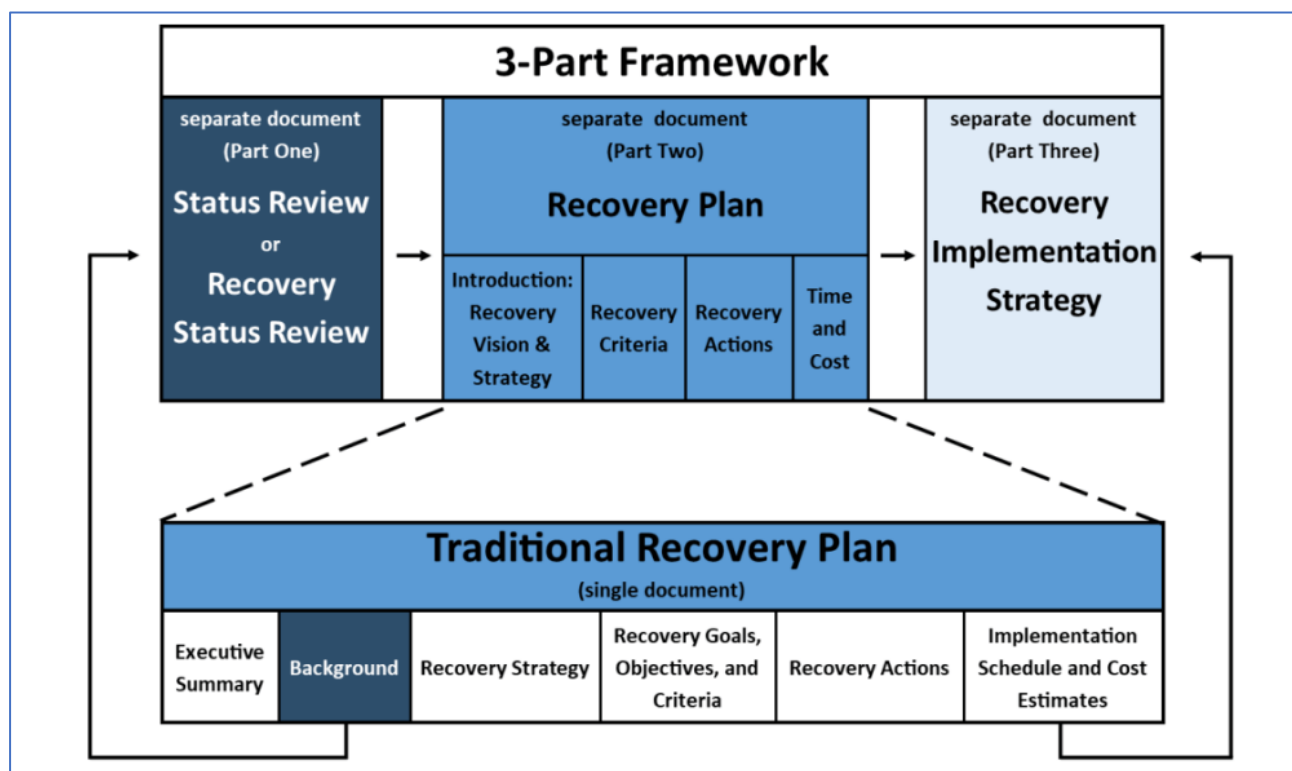 3-Part Framework
separate document
(Part One)
Status Review
or
Recovery
Status Review
separate document
(Part Two)
Recovery Plan
Introduction:
Recovery
Vision &
Strategy
Recovery
Criteria
Recovery
Actions
Time
and
Cost
separate document
(Part Three)
Recovery
Implementation
Strategy
Traditional Recovery Plan
(single document)
Executive
Summary
Background
Recovery Strategy
Recovery Goals,
Objectives, and
Criteria
Recovery Actions
Implementation
Schedule and Cost
Estimates